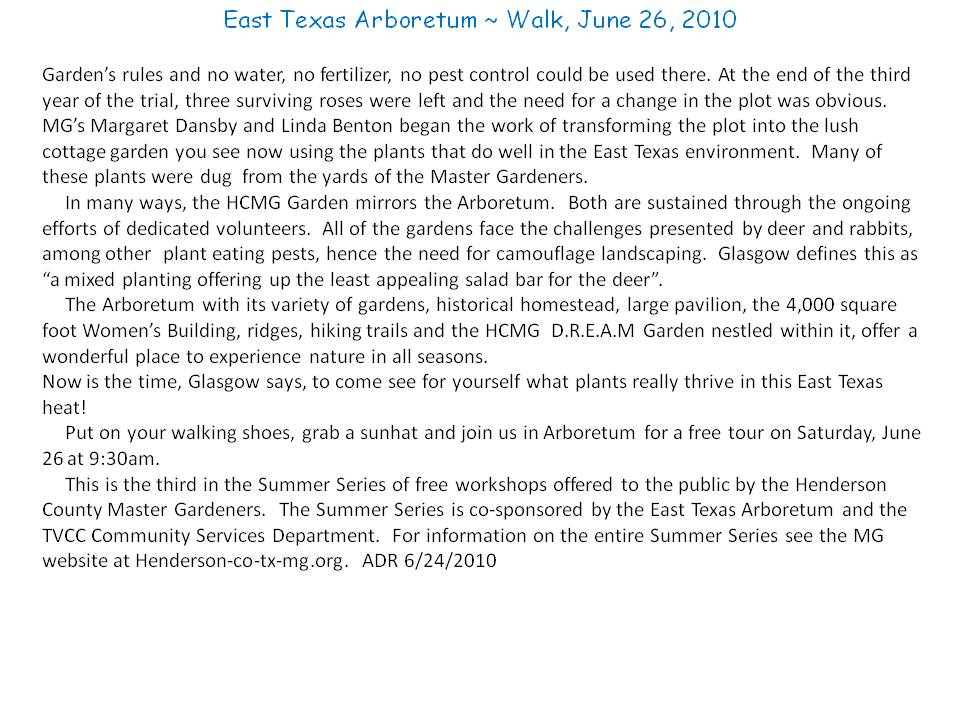 East Texas Arboretum ~ Walk, June 26, 2010
Garden’s rules and no water, no fertilizer, no pest control could be used there. At the end of the third
year of the trial, three surviving roses were left and the need for a change in the plot was obvious.
MG’s Margaret Dansby and Linda Benton began the work of transforming the plot into the lush
cottage garden you see now using the plants that do well in the East Texas environment.  Many of
these plants were dug  from the yards of the Master Gardeners.
In many ways, the HCMG Garden mirrors the Arboretum.  Both are sustained through the ongoing
efforts of dedicated volunteers.  All of the gardens face the challenges presented by deer and rabbits,
among other  plant eating pests, hence the need for camouflage landscaping.  Glasgow defines this as
“a mixed planting offering up the least appealing salad bar for the deer”.
The Arboretum with its variety of gardens, historical homestead, large pavilion, the 4,000 square
foot Women’s Building, ridges, hiking trails and the HCMG  D.R.E.A.M Garden nestled within it, offer a
wonderful place to experience nature in all seasons.
Now is the time, Glasgow says, to come see for yourself what plants really thrive in this East Texas
heat!
Put on your walking shoes, grab a sunhat and join us in Arboretum for a free tour on Saturday, June
26 at 9:30am.
This is the third in the Summer Series of free workshops offered to the public by the Henderson
County Master Gardeners.  The Summer Series is co-sponsored by the East Texas Arboretum and the
TVCC Community Services Department.  For information on the entire Summer Series see the MG
website at Henderson-co-tx-mg.org.  ADR 6/24/2010